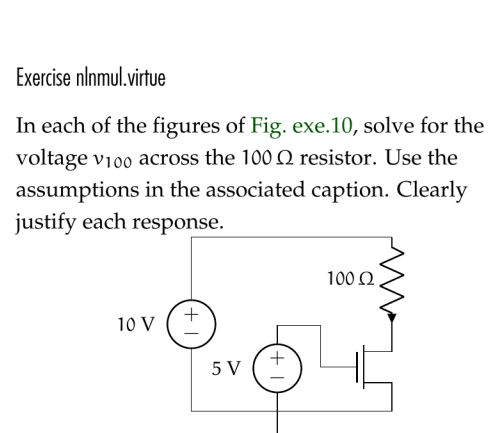 Exercise nlnmul.virtue
In each of the figures of Fig. exe.10, solve for the
voltage v₁₀₀ across the 100 Ω resistor. Use the
assumptions in the associated caption. Clearly
justify each response.
100 Ω
10 V
+
−
5 V
+
−